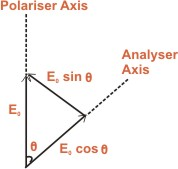 Polariser Axis
Analyser
Axis
E₀ sin θ
E₀
θ
E₀ cos θ